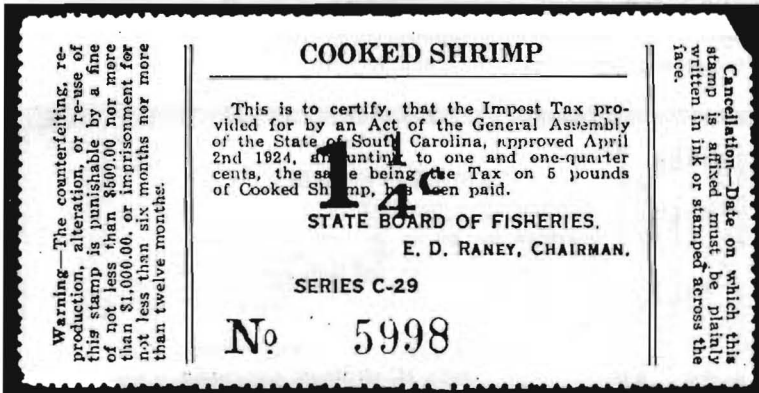 Warning—The counterfeiting, re-
production, alteration, or re-use of
this stamp is punishable by a fine
of not less than $500.00 nor more
than $1,000.00. or imprisonment for
not less than six months nor more
than twelve months.
COOKED SHRIMP
This is to certify, that the Impost Tax pro-
vided for by an Act of the General Assembly
of the State of South Carolina, approved April
2nd 1924, amounting to one and one-quarter
cents, the same being the Tax on 5 pounds
of Cooked Shrimp, has been paid.
1 1/4 c
STATE BOARD OF FISHERIES.
E. D. RANEY, CHAIRMAN.
SERIES C-29
No 5998
Cancellation—Date on which this
stamp is affixed must be plainly
written in ink or stamped across the
face.